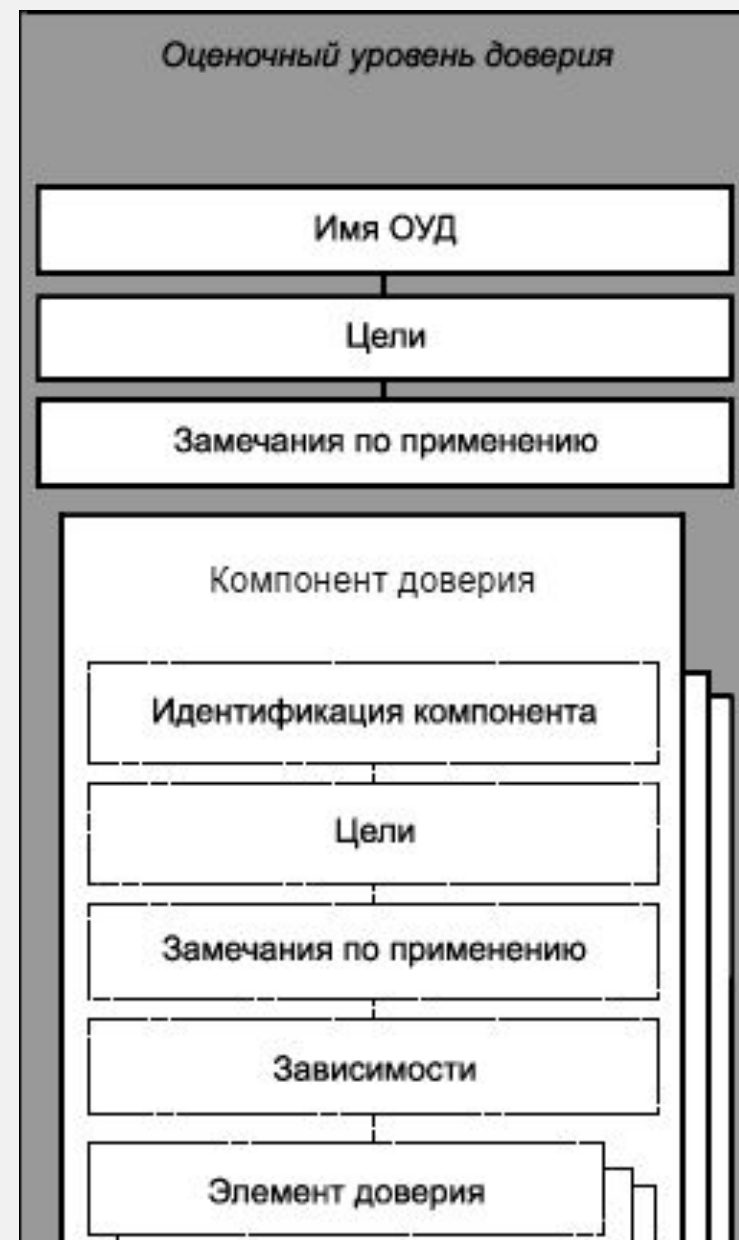 Оценочный уровень доверия
Имя ОУД
Цели
Замечания по применению
Компонент доверия
Идентификация компонента
Цели
Замечания по применению
Зависимости
Элемент доверия